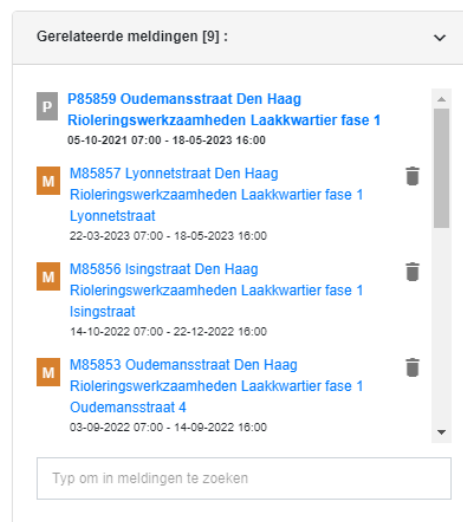 Gerelateerde meldingen [9] :
P
P85859 Oudemansstraat Den Haag
Rioleringswerkzaamheden Laakkwartier fase 1
05-10-2021 07:00 - 18-05-2023 16:00
M
M85857 Lyonnetstraat Den Haag
Rioleringswerkzaamheden Laakkwartier fase 1
Lyonnetstraat
22-03-2023 07:00 - 18-05-2023 16:00
M
M85856 Isingstraat Den Haag
Rioleringswerkzaamheden Laakkwartier fase 1
Isingstraat
14-10-2022 07:00 - 22-12-2022 16:00
M
M85853 Oudemansstraat Den Haag
Rioleringswerkzaamheden Laakkwartier fase 1
Oudemansstraat 4
03-09-2022 07:00 - 14-09-2022 16:00
Typ om in meldingen te zoeken